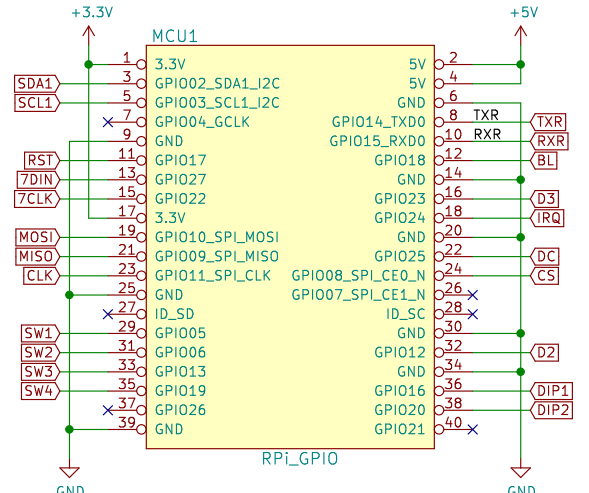 +3.3V +5V
MCU1
1 3.3V 5V 2
SDA1 3 GPIO02_SDA1_I2C 5V 4
SCL1 5 GPIO003_SCL1_I2C GND 6
7 GPIO04_GCLK GPIO14_TXD0 8 TXR TXR
9 GND GPIO15_RXD0 10 RXR RXR
RST 11 GPIO17 GPIO18 12 BL
7DIN 13 GPIO27 GND 14
7CLK 15 GPIO22 GPIO23 16 D3
17 3.3V GPIO24 18 IRQ
MOSI 19 GPIO10_SPI_MOSI GND 20
MISO 21 GPIO09_SPI_MISO GPIO25 22 DC
CLK 23 GPIO11_SPI_CLK GPIO08_SPI_CE0_N 24 CS
25 GND GPIO07_SPI_CE1_N 26
27 ID_SD ID_SC 28
SW1 29 GPIO05 GND 30
SW2 31 GPIO06 GPIO12 32 D2
SW3 33 GPIO13 GND 34
SW4 35 GPIO19 GPIO16 36 DIP1
37 GPIO26 GPIO20 38 DIP2
39 GND GPIO21 40
RPi_GPIO
GND GND